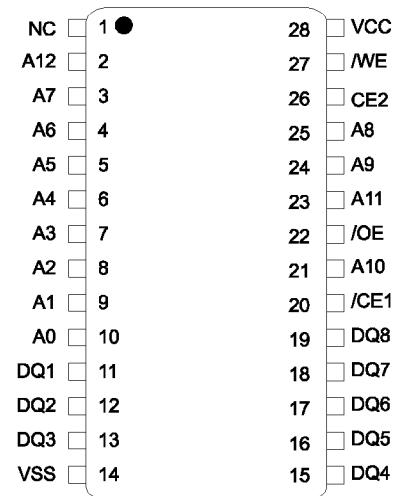 NC 1 28 VCC
A12 2 27 /WE
A7 3 26 CE2
A6 4 25 A8
A5 5 24 A9
A4 6 23 A11
A3 7 22 /OE
A2 8 21 A10
A1 9 20 /CE1
A0 10 19 DQ8
DQ1 11 18 DQ7
DQ2 12 17 DQ6
DQ3 13 16 DQ5
VSS 14 15 DQ4